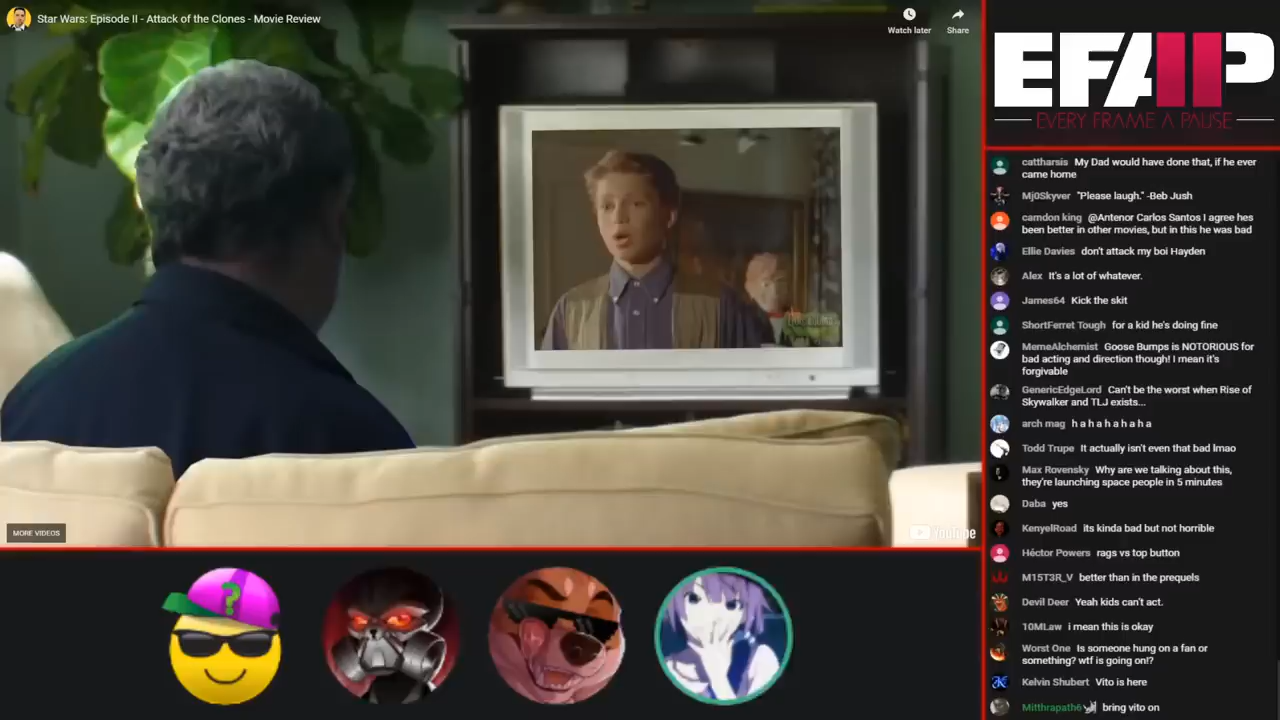 Star Wars: Episode II - Attack of the Clones - Movie Review
Watch later
Share
MORE VIDEOS
YouTube
?
EFAP
EVERY FRAME A PAUSE
cattharsis My Dad would have done that, if he ever
came home
Mj0Skyver "Please laugh." -Beb Jush
camdon king @Antenor Carlos Santos I agree hes
been better in other movies, but in this he was bad
Ellie Davies don't attack my boi Hayden
Alex It's a lot of whatever.
James64 Kick the skit
ShortFerret Tough for a kid he's doing fine
MemeAlchemist Goose Bumps is NOTORIOUS for
bad acting and direction though! I mean it's
forgivable
GenericEdgeLord Can't be the worst when Rise of
Skywalker and TLJ exists...
arch mag h a h a h a h a h a
Todd Trupe It actually isn't even that bad lmao
Max Rovensky Why are we talking about this,
they're launching space people in 5 minutes
Daba yes
KenyelRoad its kinda bad but not horrible
Héctor Powers rags vs top button
M15T3R_V better than in the prequels
Devil Deer Yeah kids can't act.
10MLaw i mean this is okay
Worst One Is someone hung on a fan or
something? wtf is going on!?
Kelvin Shubert Vito is here
Mitthrapath6 bring vito on